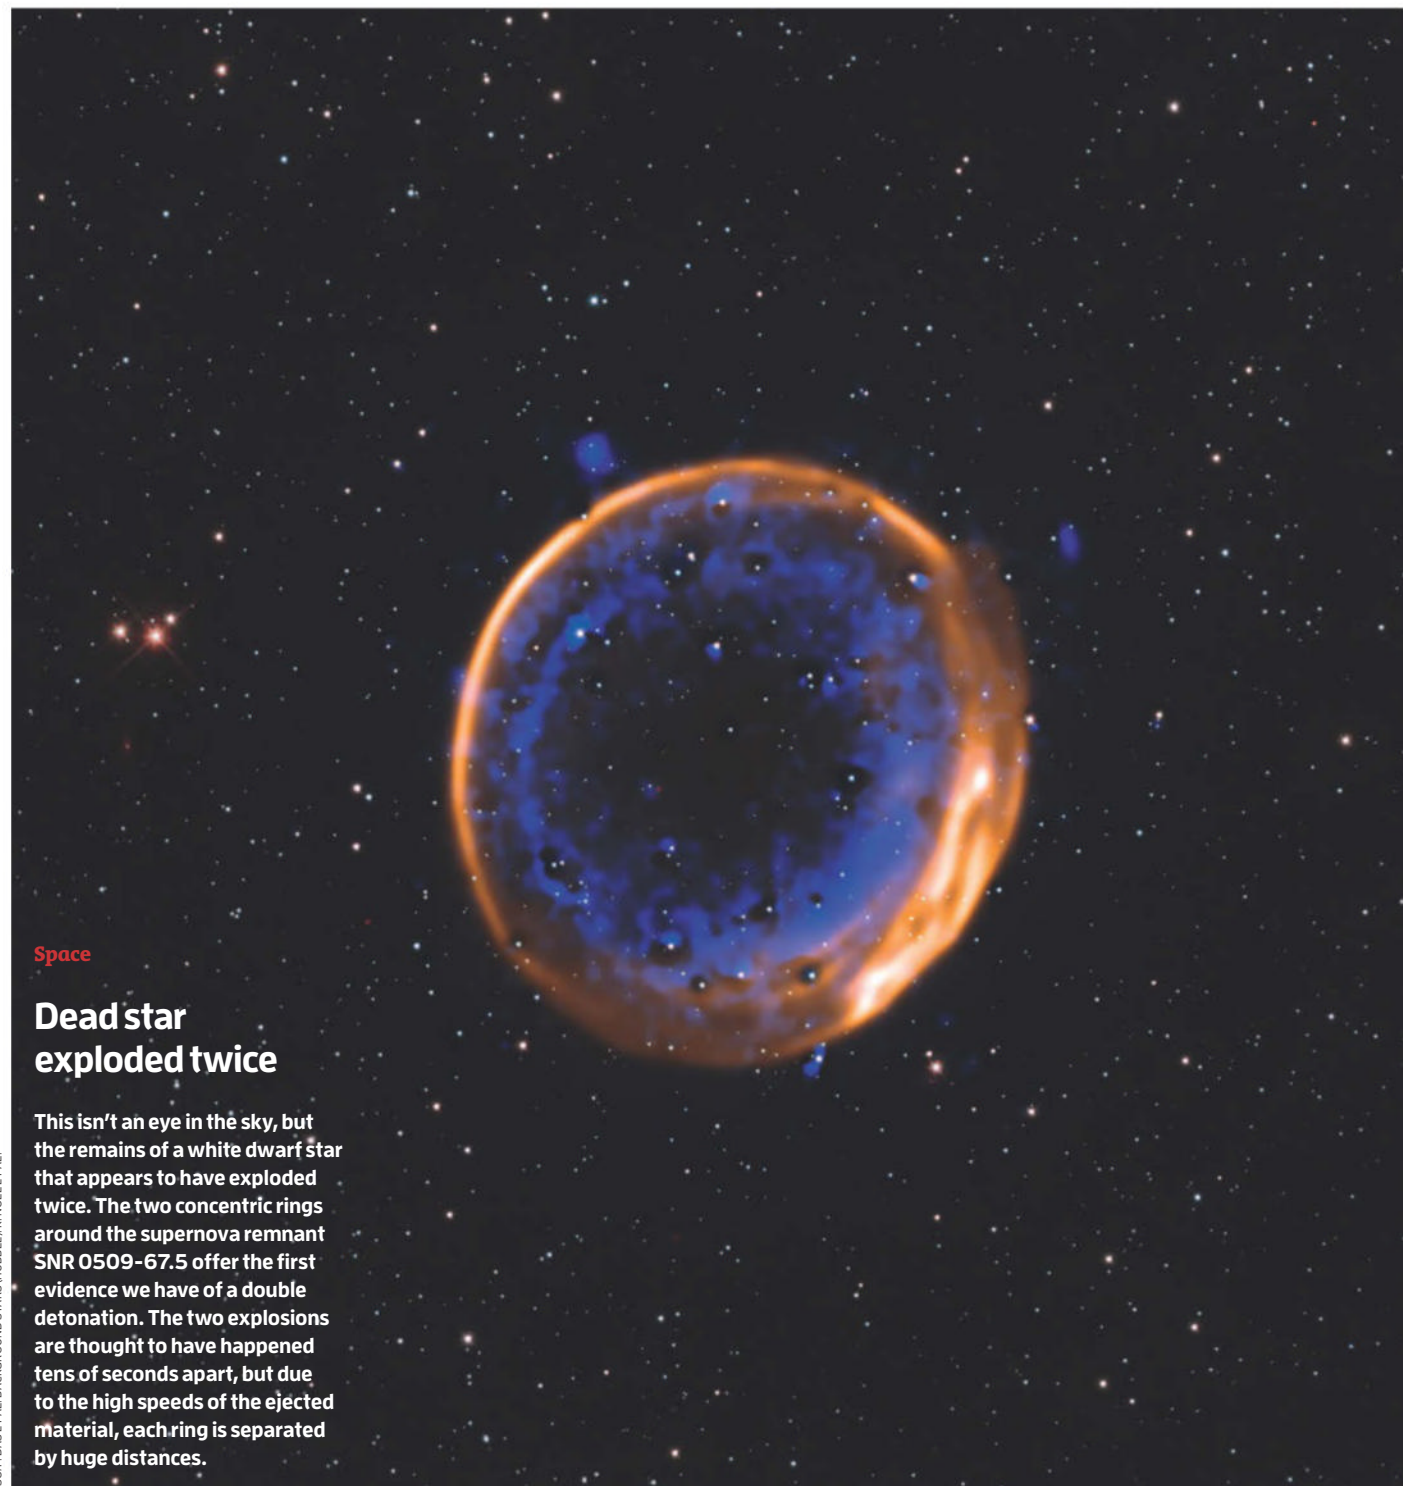 Space
Dead star
exploded twice
This isn't an eye in the sky, but
the remains of a white dwarf star
that appears to have exploded
twice. The two concentric rings
around the supernova remnant
SNR 0509-67.5 offer the first
evidence we have of a double
detonation. The two explosions
are thought to have happened
tens of seconds apart, but due
to the high speeds of the ejected
material, each ring is separated
by huge distances.